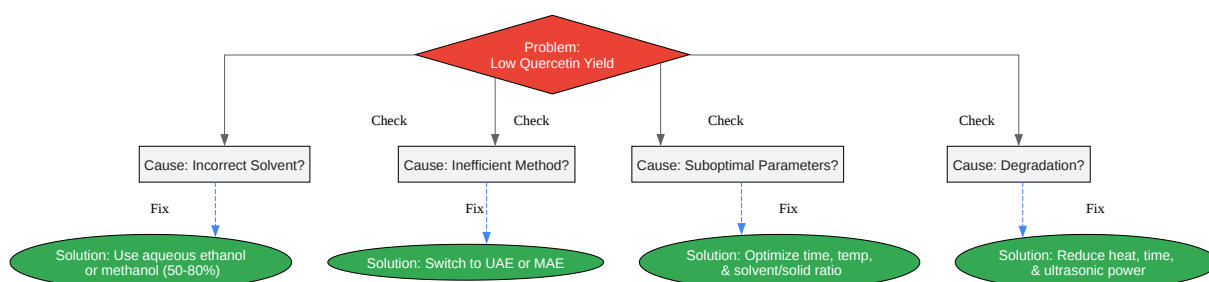 Problem:
Low Quercetin Yield
Check
Check
Check
Check
Cause: Incorrect Solvent?
Cause: Inefficient Method?
Cause: Suboptimal Parameters?
Cause: Degradation?
Fix
Fix
Fix
Fix
Solution: Use aqueous ethanol
or methanol (50-80%)
Solution: Switch to UAE or MAE
Solution: Optimize time, temp,
& solvent/solid ratio
Solution: Reduce heat, time,
& ultrasonic power